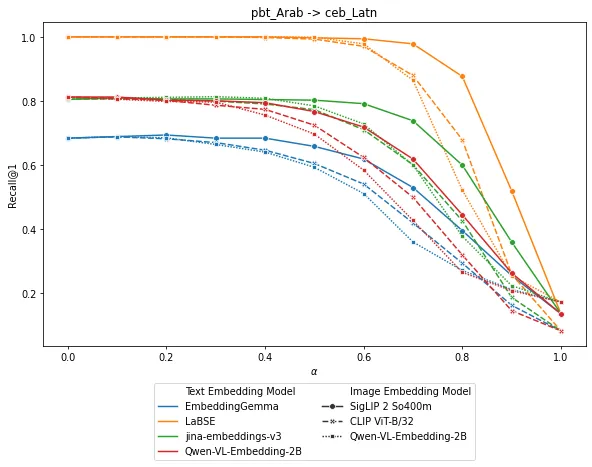 pbt_Arab -> ceb_Latn
Recall@1
1.0
0.8
0.6
0.4
0.2
0.0 0.2 0.4 0.6 0.8 1.0
α
Text Embedding Model Image Embedding Model
EmbeddingGemma SigLIP 2 So400m
LaBSE CLIP ViT-B/32
jina-embeddings-v3 Qwen-VL-Embedding-2B
Qwen-VL-Embedding-2B